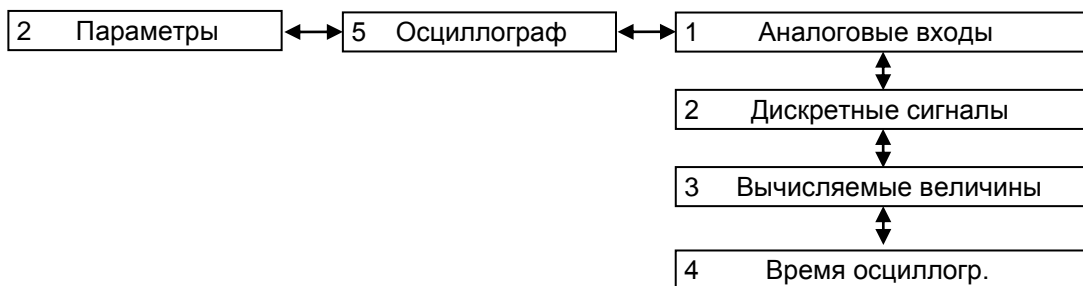 2 Параметры
5 Осциллограф
1 Аналоговые входы
2 Дискретные сигналы
3 Вычисляемые величины
4 Время осциллогр.